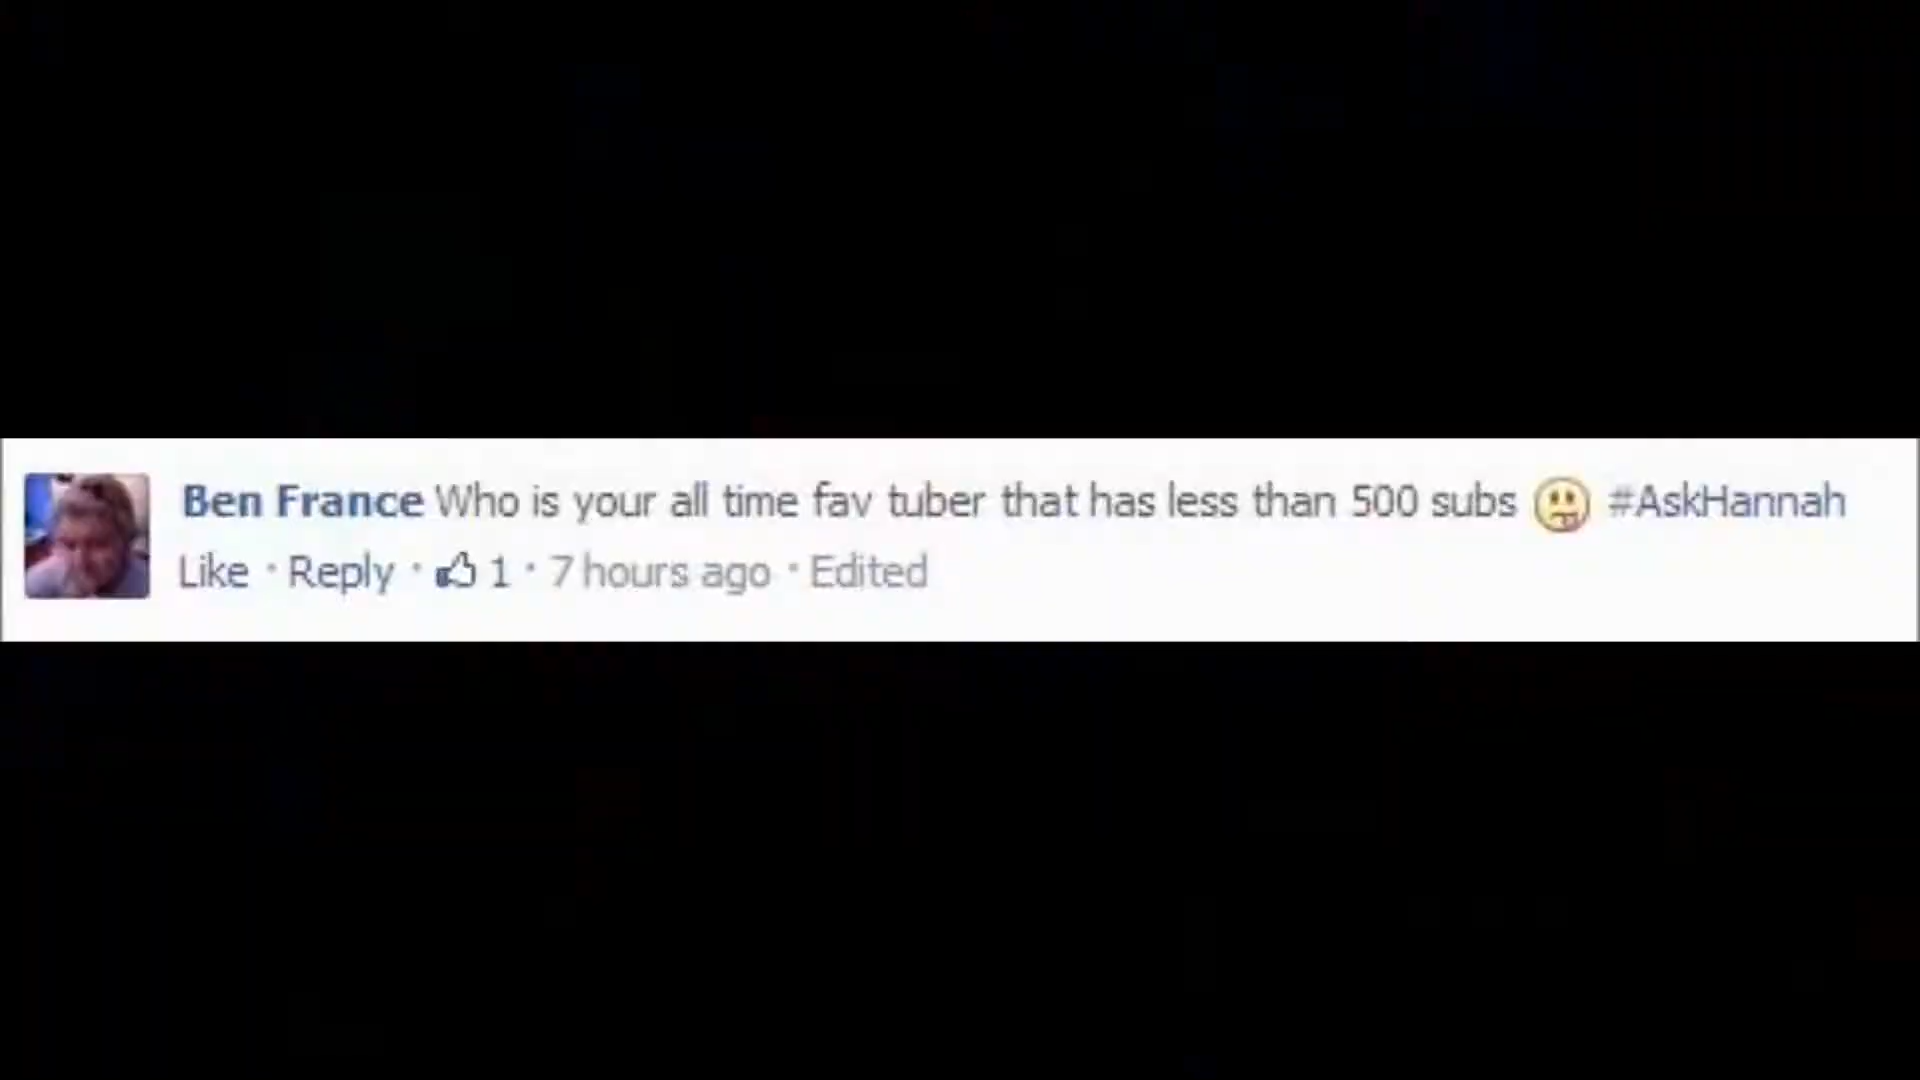 Ben France Who is your all time fav tuber that has less than 500 subs 😛 #AskHannah
Like · Reply · 👍 1 · 7 hours ago · Edited